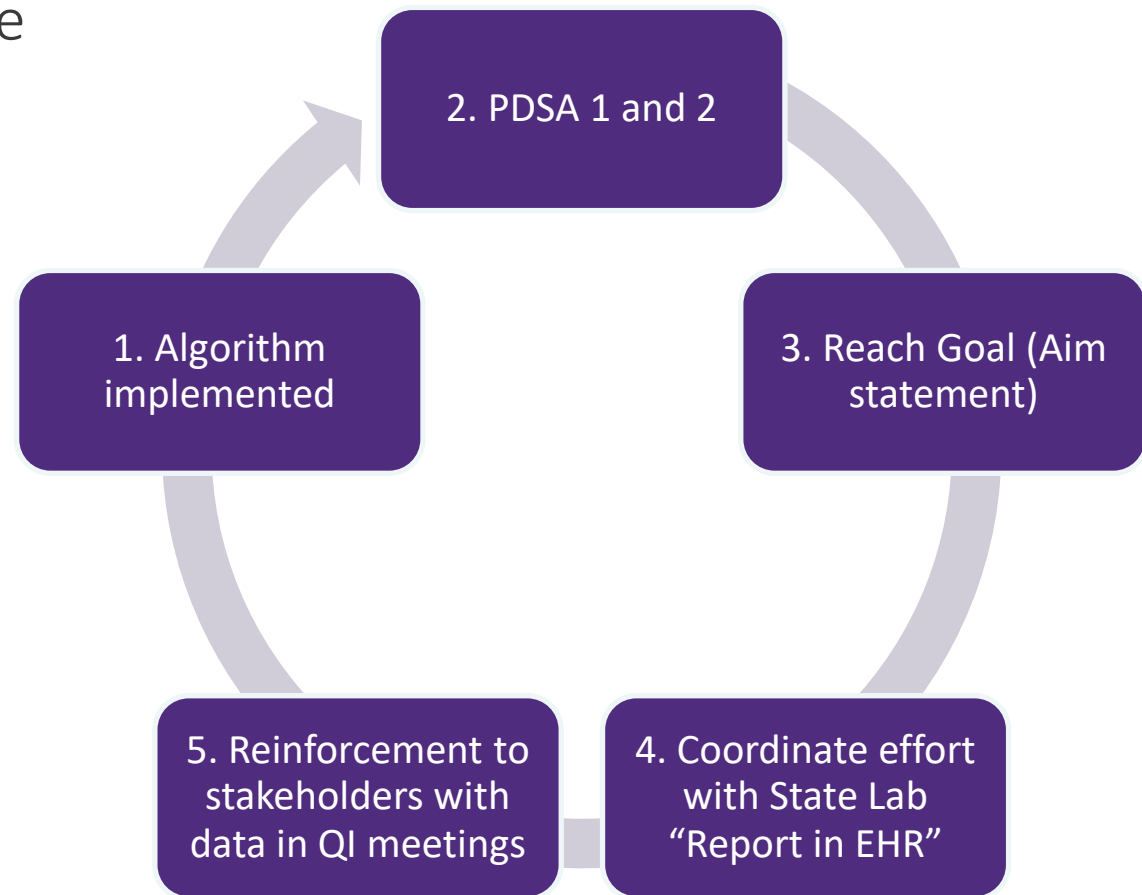 e
2. PDSA 1 and 2
1. Algorithm
implemented
3. Reach Goal (Aim
statement)
5. Reinforcement to
stakeholders with
data in QI meetings
4. Coordinate effort
with State Lab
“Report in EHR”